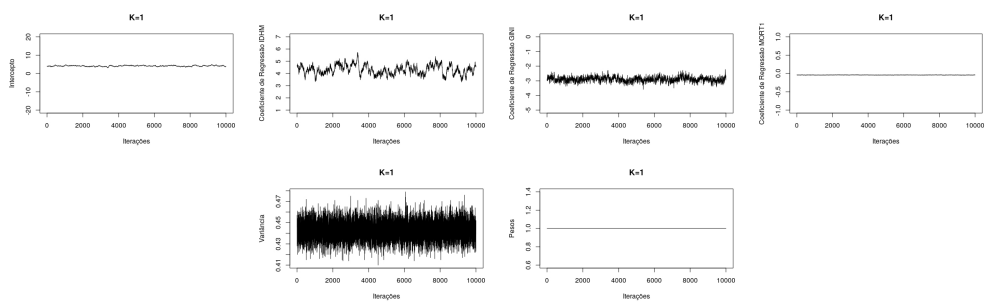 K=1
Intercepto
20
10
0
-10
-20
0 2000 4000 6000 8000 10000
Iterações
K=1
Coeficiente de Regressão IDHM
7
6
5
4
3
2
1
0 2000 4000 6000 8000 10000
Iterações
K=1
Coeficiente de Regressão GINI
0
-1
-2
-3
-4
-5
0 2000 4000 6000 8000 10000
Iterações
K=1
Coeficiente de Regressão MORT1
1.0
0.5
0.0
-0.5
-1.0
0 2000 4000 6000 8000 10000
Iterações
K=1
Variância
0.47
0.45
0.43
0.41
0 2000 4000 6000 8000 10000
Iterações
K=1
Pesos
1.4
1.2
1.0
0.8
0.6
0 2000 4000 6000 8000 10000
Iterações